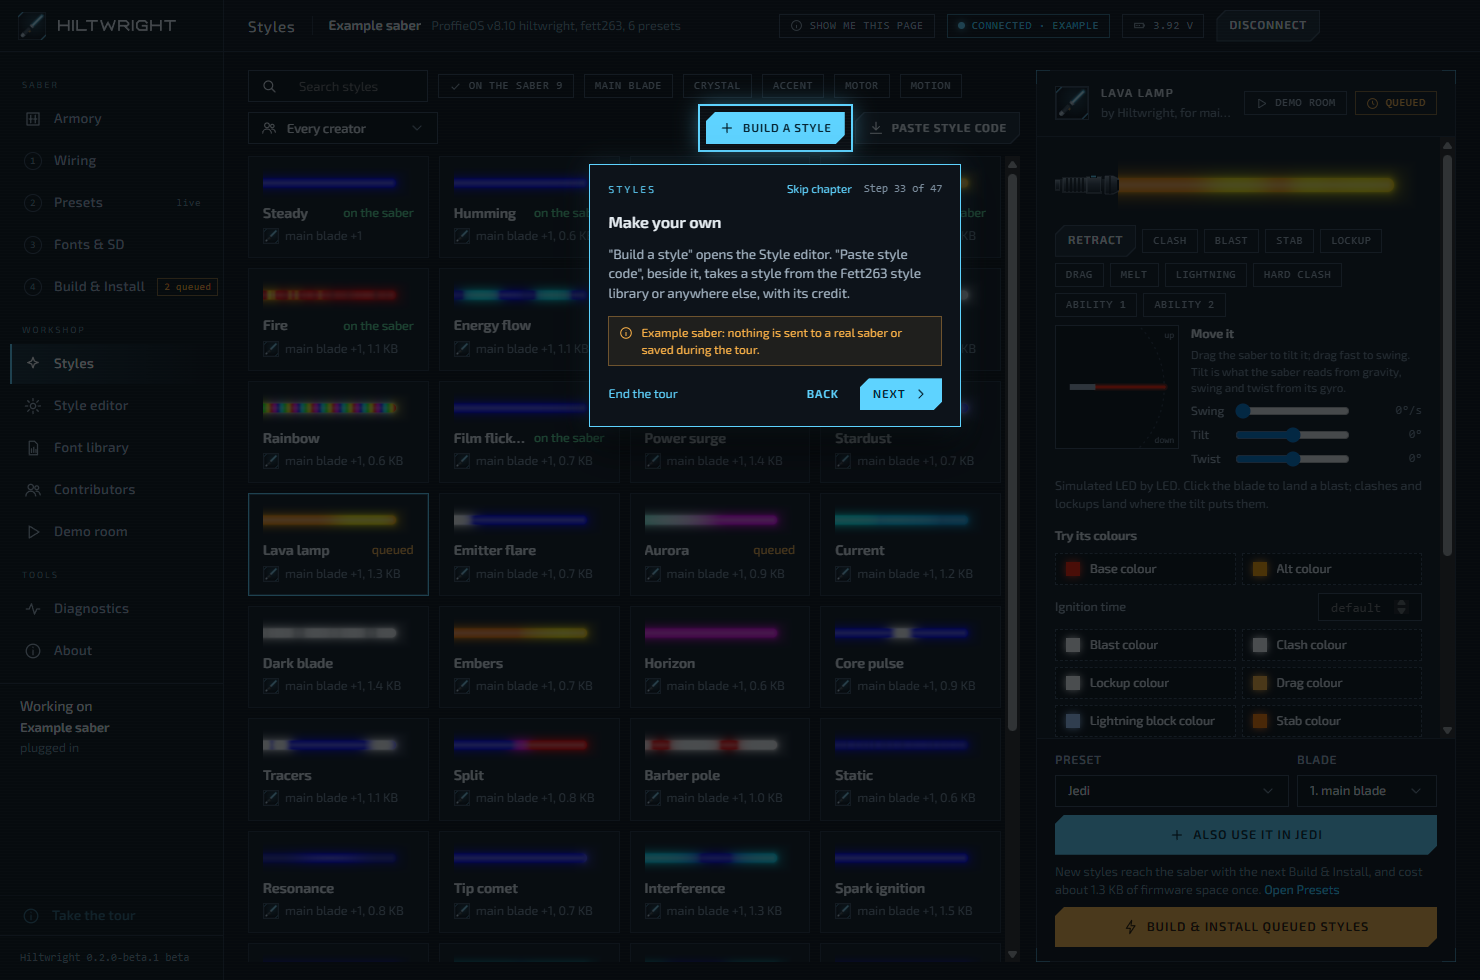 HILTWRIGHT
Styles
Example saber ProffieOS v8.10 hiltwright, fett263, 6 presets
SHOW ME THIS PAGE
CONNECTED · EXAMPLE
3.92 V
DISCONNECT
SABER
Armory
1 Wiring
2 Presets live
3 Fonts & SD
4 Build & Install 2 queued
WORKSHOP
Styles
Style editor
Font library
Contributors
Demo room
TOOLS
Diagnostics
About
Working on
Example saber
plugged in
Take the tour
Hiltwright 0.2.0-beta.1 beta
Search styles
ON THE SABER 9
MAIN BLADE
CRYSTAL
ACCENT
MOTOR
MOTION
Every creator
BUILD A STYLE
PASTE STYLE CODE
Steady on the saber
main blade +1
Humming on the sab
main blade +1, 0.6 K
aber
Fire on the saber
main blade +1, 1.1 KB
Energy flow
main blade +1, 1.1 KB
Rainbow
main blade +1, 0.6 KB
Film flick... on the saber
main blade +1, 0.7 KB
Power surge
main blade +1, 1.4 KB
Stardust
main blade +1, 0.7 KB
Lava lamp queued
main blade +1, 1.3 KB
Emitter flare
main blade +1, 0.7 KB
Aurora queued
main blade +1, 0.9 KB
Current
main blade +1, 1.2 KB
Dark blade
main blade +1, 1.4 KB
Embers
main blade +1, 0.7 KB
Horizon
main blade +1, 0.6 KB
Core pulse
main blade +1, 0.9 KB
Tracers
main blade +1, 1.1 KB
Split
main blade +1, 0.8 KB
Barber pole
main blade +1, 1.0 KB
Static
main blade +1, 0.6 KB
Resonance
main blade +1, 0.8 KB
Tip comet
main blade +1, 0.7 KB
Interference
main blade +1, 1.3 KB
Spark ignition
main blade +1, 1.5 KB
STYLES
Skip chapter
Step 33 of 47
Make your own
"Build a style" opens the Style editor. "Paste style
code", beside it, takes a style from the Fett263 style
library or anywhere else, with its credit.
Example saber: nothing is sent to a real saber or
saved during the tour.
End the tour
BACK
NEXT
LAVA LAMP
by Hiltwright, for mai...
DEMO ROOM
QUEUED
RETRACT
CLASH
BLAST
STAB
LOCKUP
DRAG
MELT
LIGHTNING
HARD CLASH
ABILITY 1
ABILITY 2
up
down
Move it
Drag the saber to tilt it; drag fast to swing.
Tilt is what the saber reads from gravity,
swing and twist from its gyro.
Swing 0°/s
Tilt 0°
Twist 0°
Simulated LED by LED. Click the blade to land a blast; clashes and
lockups land where the tilt puts them.
Try its colours
Base colour
Alt colour
Ignition time
default
Blast colour
Clash colour
Lockup colour
Drag colour
Lightning block colour
Stab colour
PRESET
BLADE
Jedi
1. main blade
ALSO USE IT IN JEDI
New styles reach the saber with the next Build & Install, and cost
about 1.3 KB of firmware space once. Open Presets
BUILD & INSTALL QUEUED STYLES